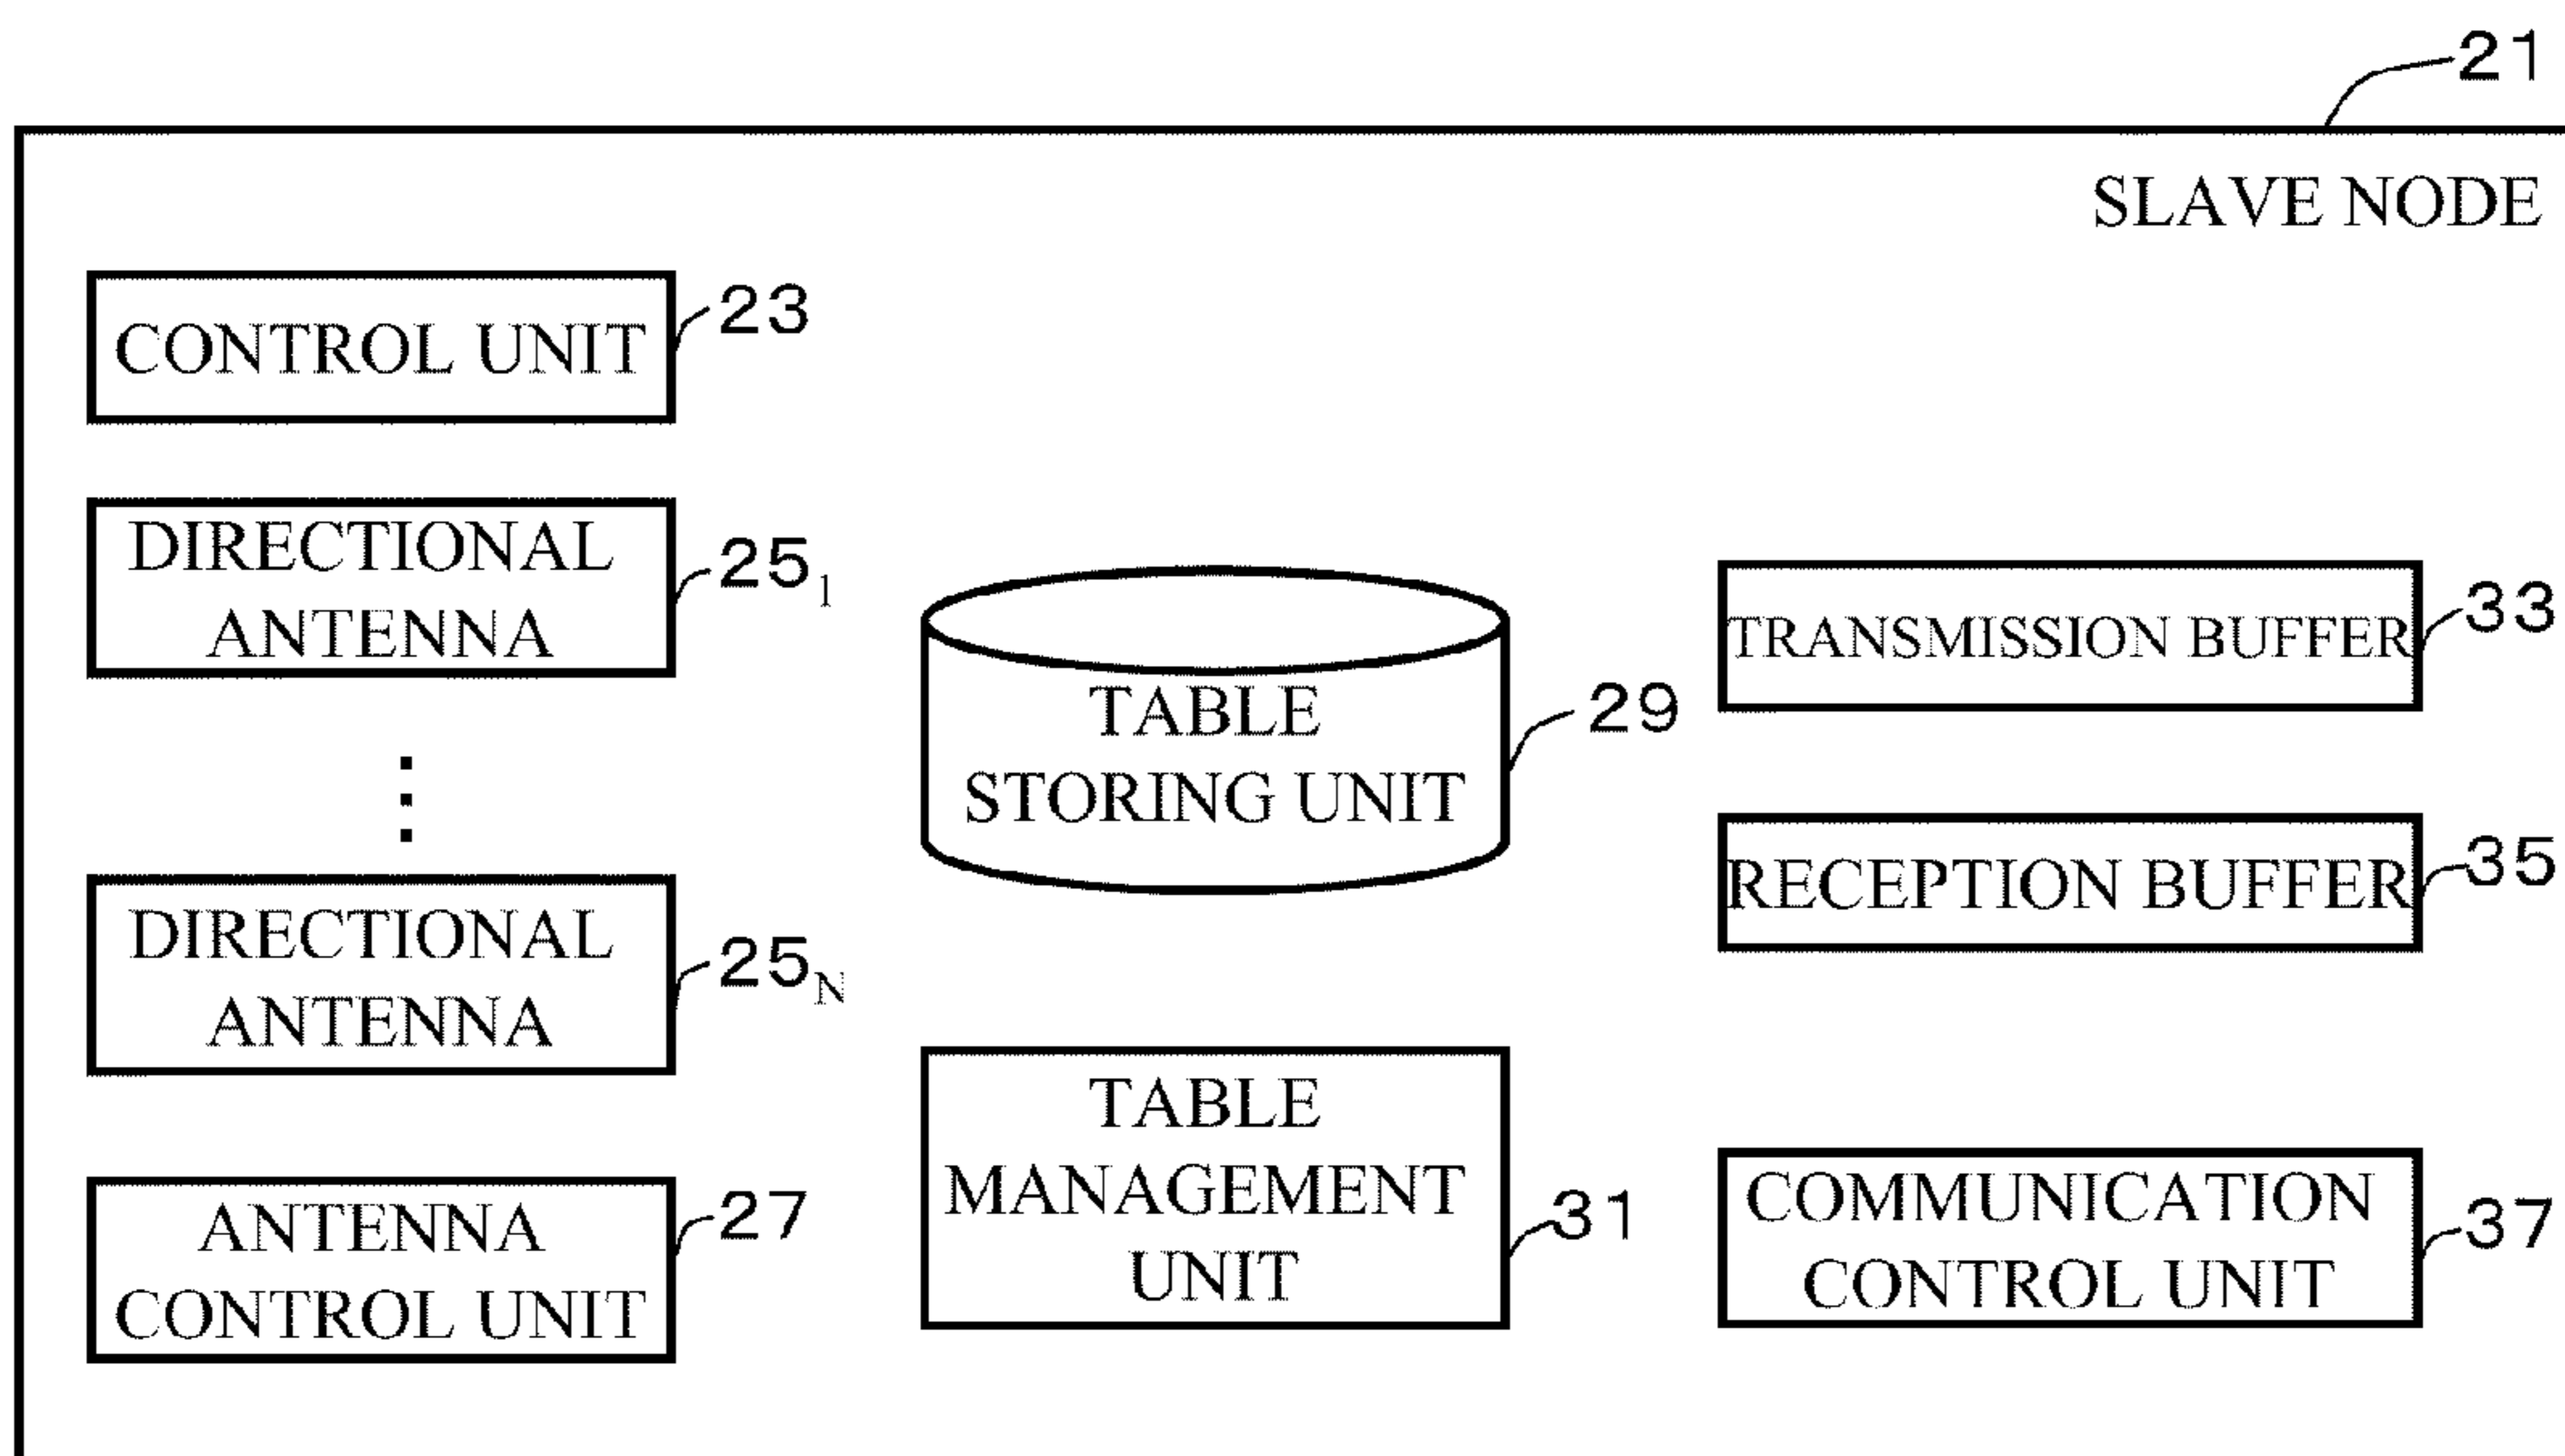 21
SLAVE NODE
CONTROL UNIT
23
DIRECTIONAL
ANTENNA
25₁
DIRECTIONAL
ANTENNA
25N
ANTENNA
CONTROL UNIT
27
TABLE
STORING UNIT
29
TABLE
MANAGEMENT
UNIT
31
TRANSMISSION BUFFER
33
RECEPTION BUFFER
35
COMMUNICATION
CONTROL UNIT
37